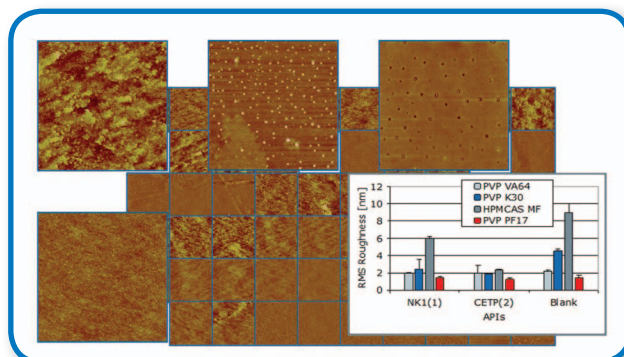 PVP VA64
PVP K30
HPMCAS MF
PVP PF17
RMS Roughness [nm]
12
10
8
6
4
2
0
NK1(1) CETP(2) Blank
APIs